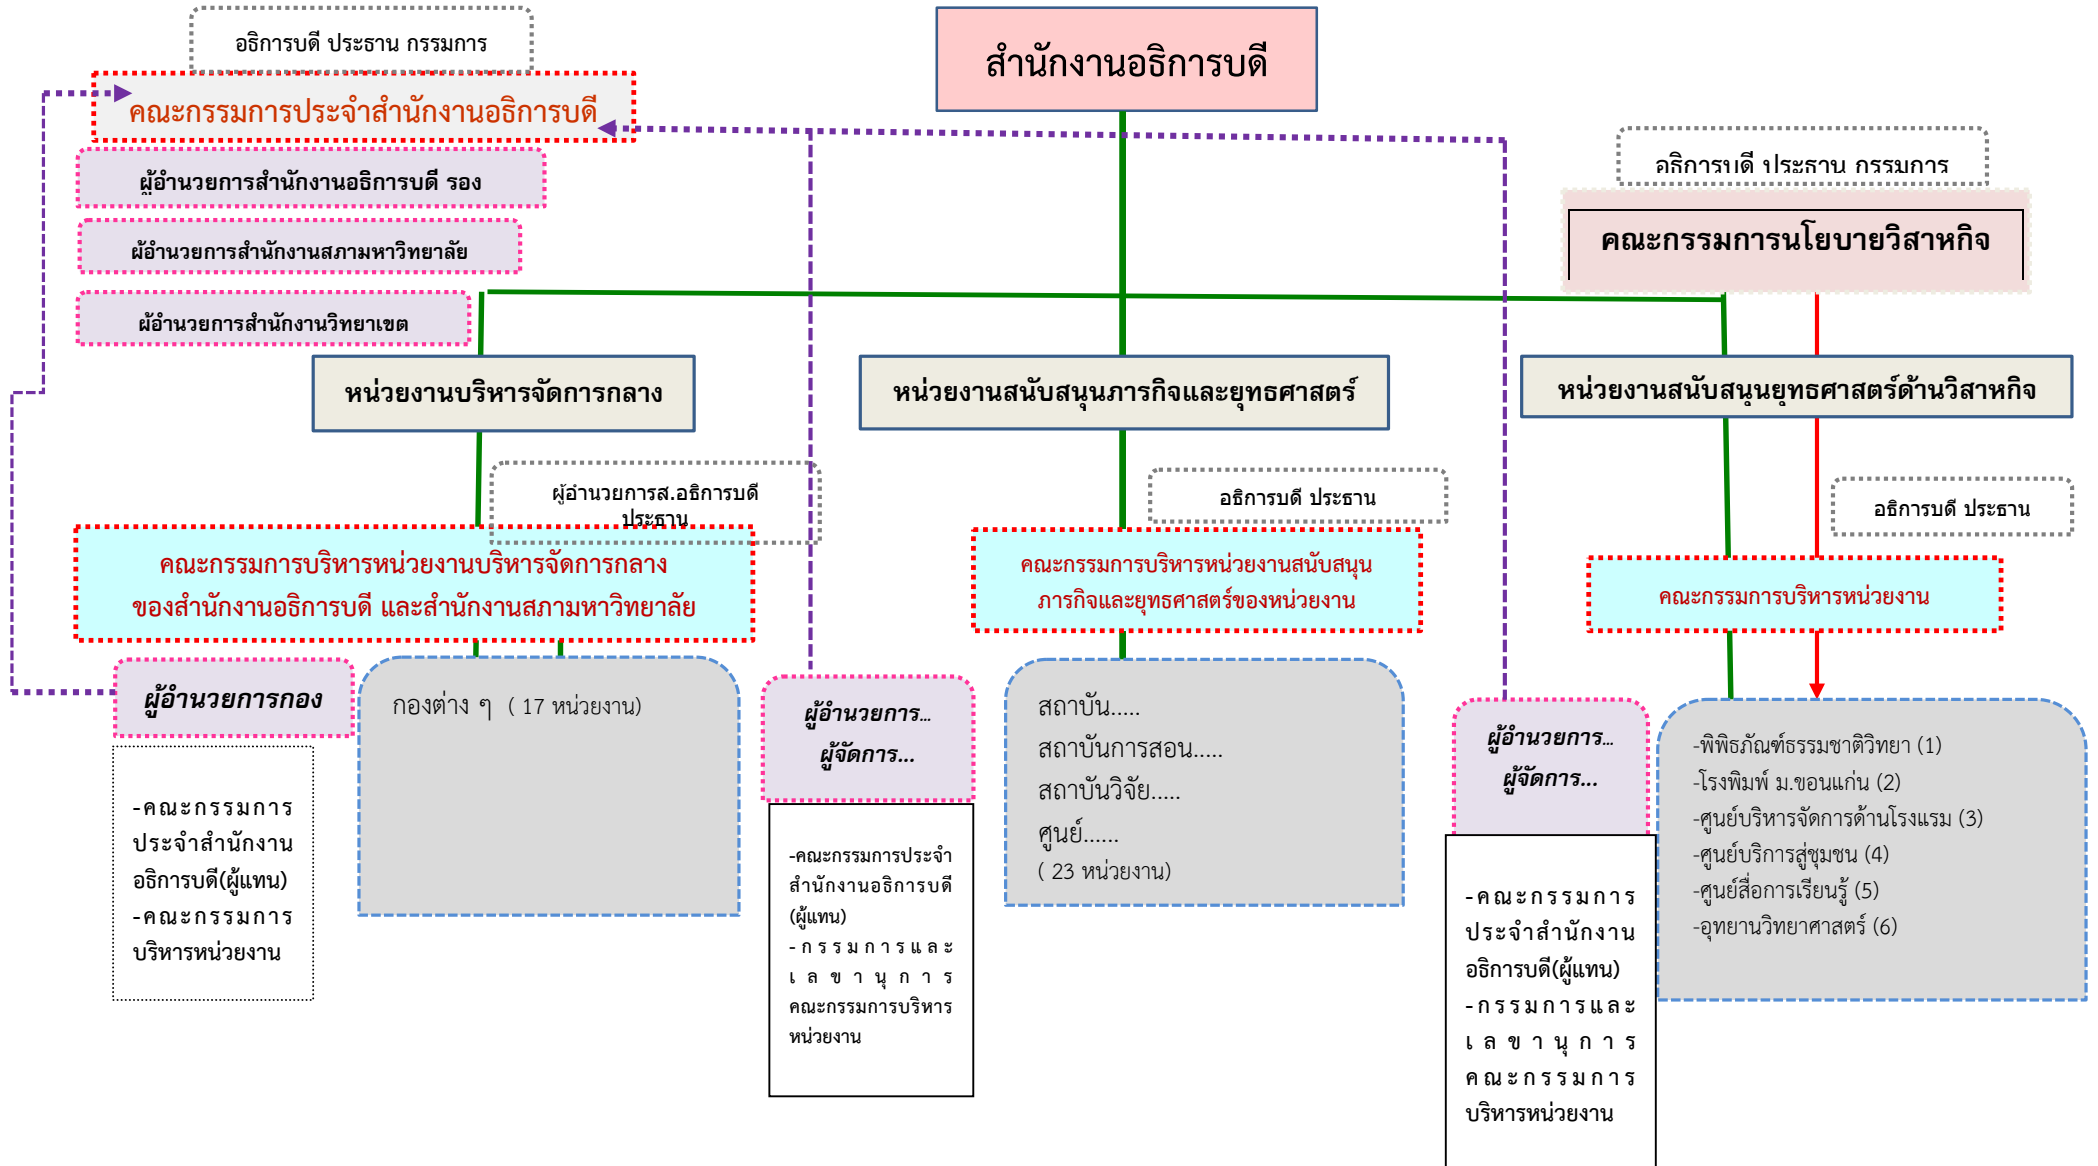 อธิการบดี ประธาน กรรมการ
สำนักงานอธิการบดี
คณะกรรมการประจำสำนักงานอธิการบดี
ผู้อำนวยการสำนักงานอธิการบดี รอง
ผู้อำนวยการสำนักงานสภามหาวิทยาลัย
ผู้อำนวยการสำนักงานวิทยาเขต
อธิการบดี ประธาน กรรมการ
คณะกรรมการนโยบายวิสาหกิจ
หน่วยงานบริหารจัดการกลาง
หน่วยงานสนับสนุนภารกิจและยุทธศาสตร์
หน่วยงานสนับสนุนยุทธศาสตร์ด้านวิสาหกิจ
ผู้อำนวยการส.อธิการบดี
ประธาน
อธิการบดี ประธาน
อธิการบดี ประธาน
คณะกรรมการบริหารหน่วยงานบริหารจัดการกลาง
ของสำนักงานอธิการบดี และสำนักงานสภามหาวิทยาลัย
คณะกรรมการบริหารหน่วยงานสนับสนุน
ภารกิจและยุทธศาสตร์ของหน่วยงาน
คณะกรรมการบริหารหน่วยงาน
ผู้อำนวยการกอง
-คณะกรรมการ
ประจำสำนักงาน
อธิการบดี(ผู้แทน)
-คณะกรรมการ
บริหารหน่วยงาน
กองต่าง ๆ ( 17 หน่วยงาน)
ผู้อำนวยการ...
ผู้จัดการ...
-คณะกรรมการประจำ
สำนักงานอธิการบดี
(ผู้แทน)
-กรรมการและ
เลขานุการ
คณะกรรมการบริหาร
หน่วยงาน
สถาบัน.....
สถาบันการสอน.....
สถาบันวิจัย.....
ศูนย์......
( 23 หน่วยงาน)
ผู้อำนวยการ...
ผู้จัดการ...
-คณะกรรมการ
ประจำสำนักงาน
อธิการบดี(ผู้แทน)
-กรรมการและ
เลขานุการ
คณะกรรมการ
บริหารหน่วยงาน
-พิพิธภัณฑ์ธรรมชาติวิทยา (1)
-โรงพิมพ์ ม.ขอนแก่น (2)
-ศูนย์บริหารจัดการด้านโรงแรม (3)
-ศูนย์บริการสู่ชุมชน (4)
-ศูนย์สื่อการเรียนรู้ (5)
-อุทยานวิทยาศาสตร์ (6)